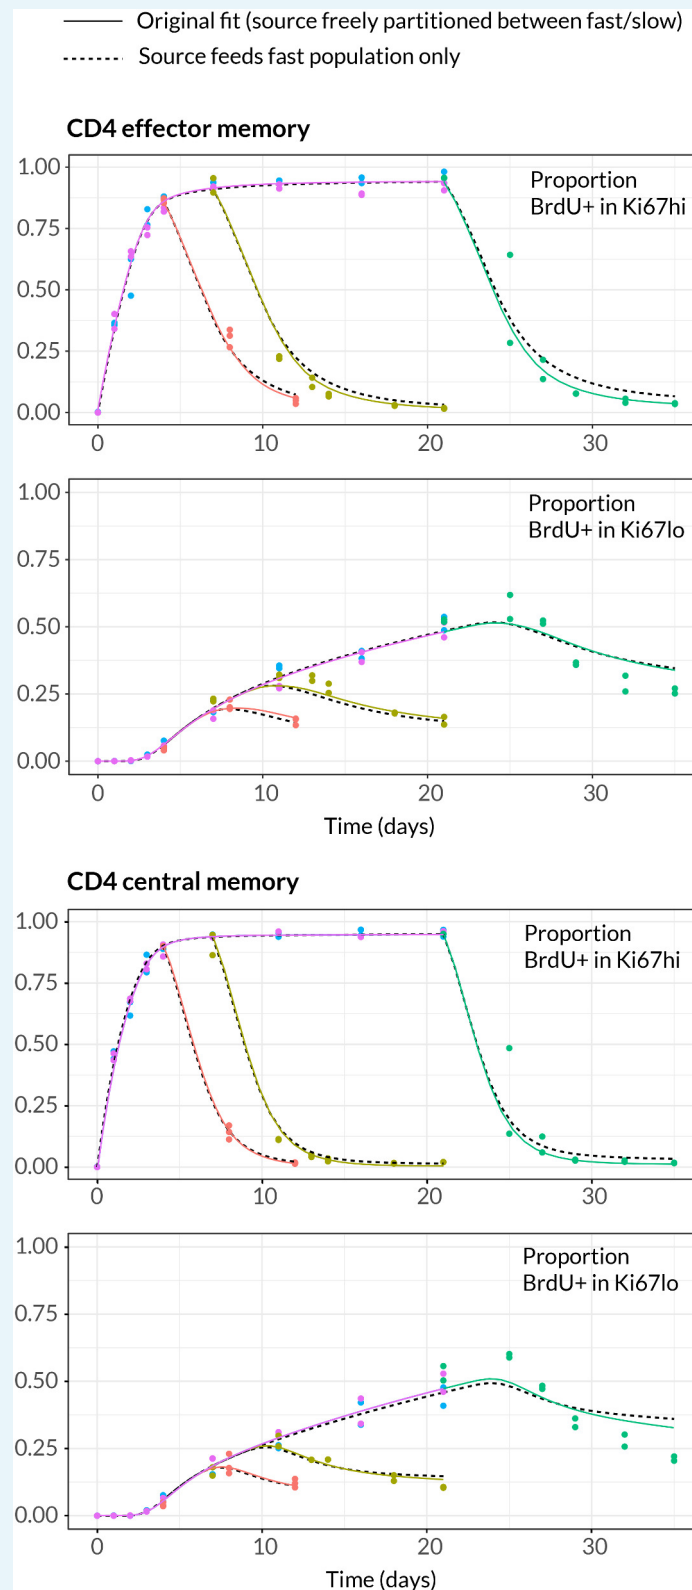 Original fit (source freely partitioned between fast/slow)
Source feeds fast population only
CD4 effector memory
1.00
0.75
0.50
0.25
0.00
Proportion
BrdU+ in Ki67hi
0
10
20
30
1.00
0.75
0.50
0.25
0.00
Proportion
BrdU+ in Ki67lo
0
10
20
30
Time (days)
CD4 central memory
1.00
0.75
0.50
0.25
0.00
Proportion
BrdU+ in Ki67hi
0
10
20
30
1.00
0.75
0.50
0.25
0.00
Proportion
BrdU+ in Ki67lo
0
10
20
30
Time (days)